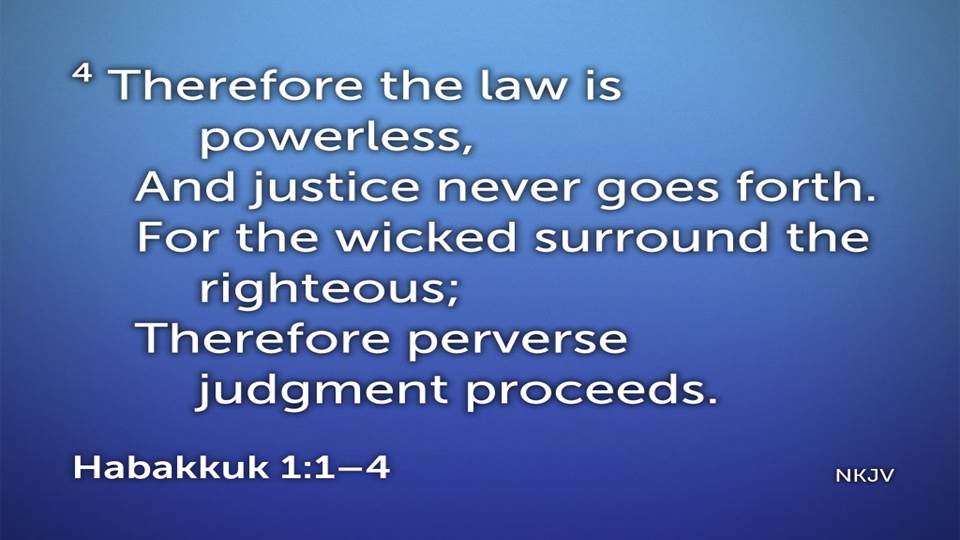 ⁴ Therefore the law is
powerless,
And justice never goes forth.
For the wicked surround the
righteous;
Therefore perverse
judgment proceeds.
Habakkuk 1:1–4
NKJV